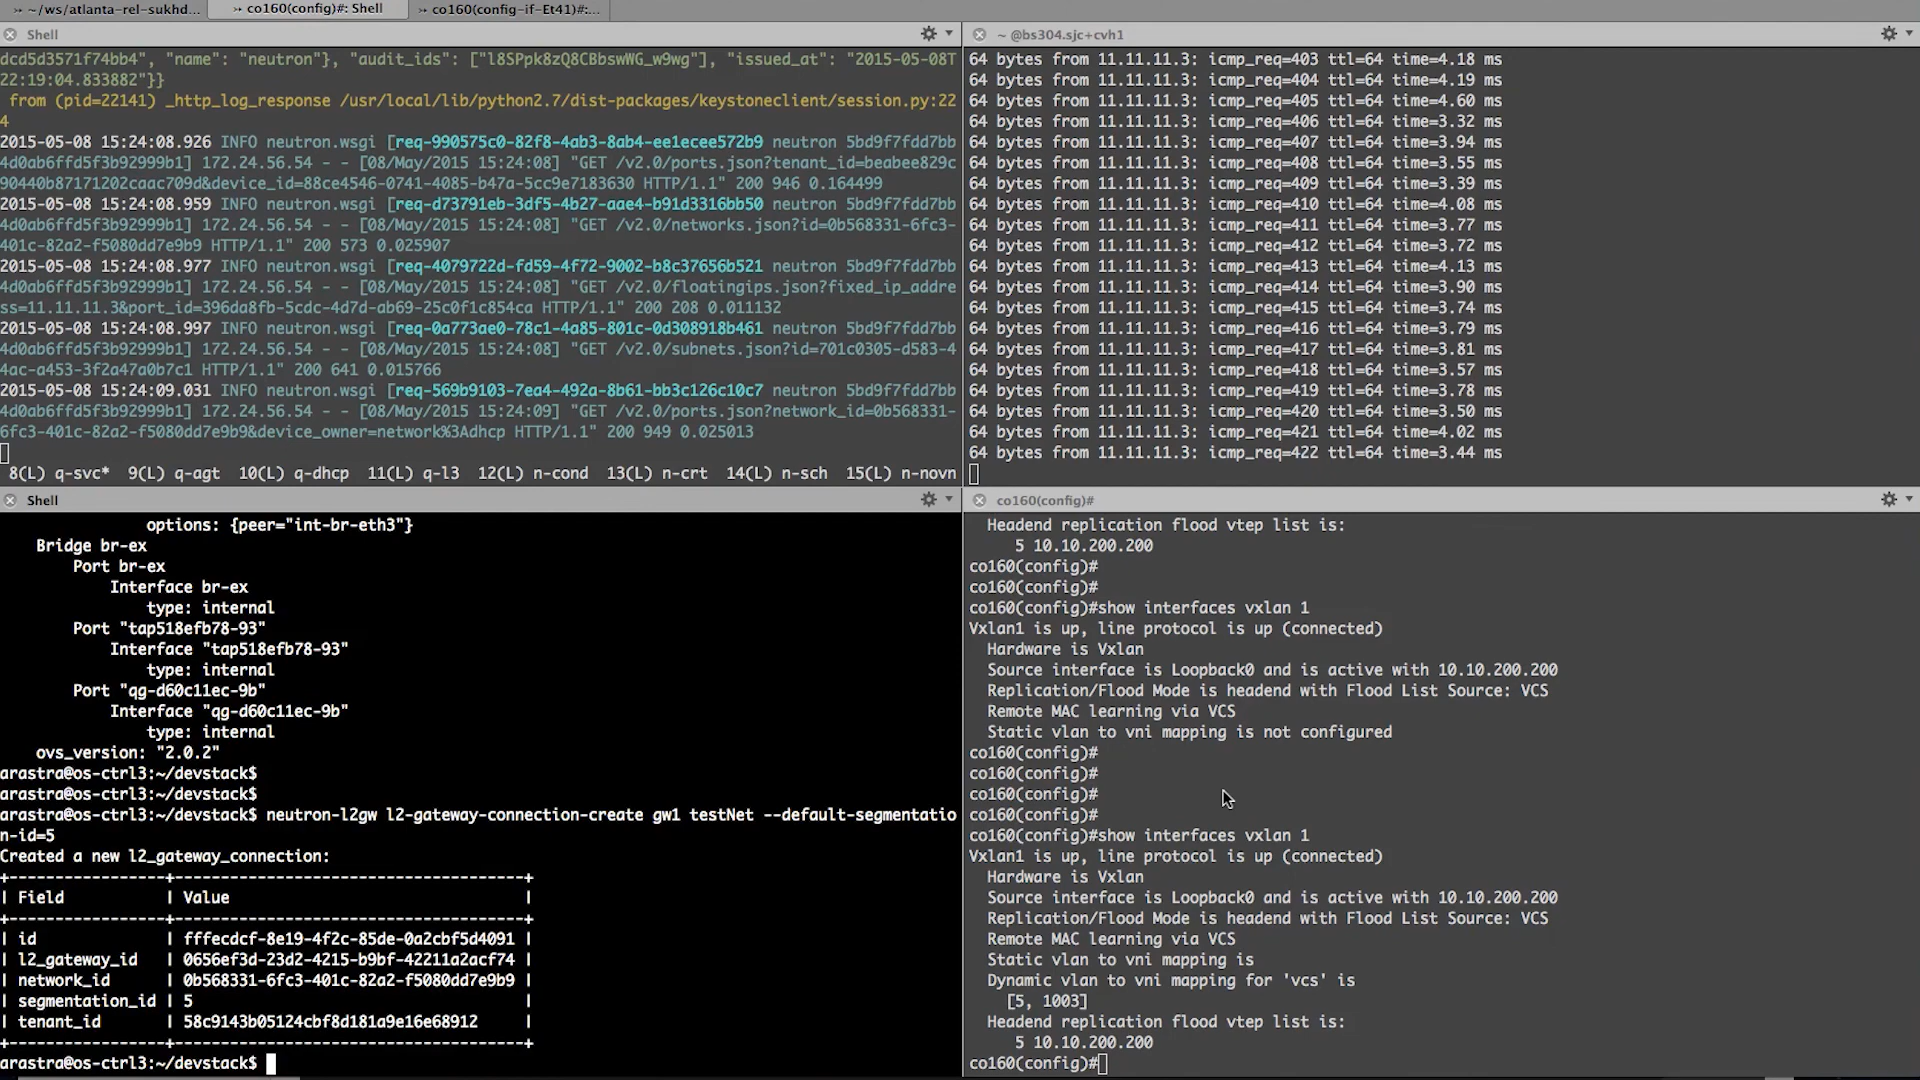 ~/ws/atlanta-rel-sukhd... co160(config)#: Shell co160(config-if-Et41)#:...
Shell
dcd5d3571f74bb4", "name": "neutron"}, "audit_ids": ["l8SPpk8zQ8CBbswWG_w9wg"], "issued_at": "2015-05-08T
22:19:04.833882"}}
from (pid=22141) _http_log_response /usr/local/lib/python2.7/dist-packages/keystoneclient/session.py:22
4
2015-05-08 15:24:08.926 INFO neutron.wsgi [req-990575c0-82f8-4ab3-8ab4-ee1ecee572b9 neutron 5bd9f7fdd7bb
4d0ab6ffd5f3b92999b1] 172.24.56.54 - - [08/May/2015 15:24:08] "GET /v2.0/ports.json?tenant_id=beabee829c
90440b87171202caac709d&device_id=88ce4546-0741-4085-b47a-5cc9e7183630 HTTP/1.1" 200 946 0.164499
2015-05-08 15:24:08.959 INFO neutron.wsgi [req-d73791eb-3df5-4b27-aae4-b91d3316bb50 neutron 5bd9f7fdd7bb
4d0ab6ffd5f3b92999b1] 172.24.56.54 - - [08/May/2015 15:24:08] "GET /v2.0/networks.json?id=0b568331-6fc3-
401c-82a2-f5080dd7e9b9 HTTP/1.1" 200 573 0.025907
2015-05-08 15:24:08.977 INFO neutron.wsgi [req-4079722d-fd59-4f72-9002-b8c37656b521 neutron 5bd9f7fdd7bb
4d0ab6ffd5f3b92999b1] 172.24.56.54 - - [08/May/2015 15:24:08] "GET /v2.0/floatingips.json?fixed_ip_addre
ss=11.11.11.3&port_id=396da8fb-5cdc-4d7d-ab69-25c0f1c854ca HTTP/1.1" 200 208 0.011132
2015-05-08 15:24:08.997 INFO neutron.wsgi [req-0a773ae0-78c1-4a85-801c-0d308918b461 neutron 5bd9f7fdd7bb
4d0ab6ffd5f3b92999b1] 172.24.56.54 - - [08/May/2015 15:24:08] "GET /v2.0/subnets.json?id=701c0305-d583-4
4ac-a453-3f2a47a0b7c1 HTTP/1.1" 200 641 0.015766
2015-05-08 15:24:09.031 INFO neutron.wsgi [req-569b9103-7ea4-492a-8b61-bb3c126c10c7 neutron 5bd9f7fdd7bb
4d0ab6ffd5f3b92999b1] 172.24.56.54 - - [08/May/2015 15:24:09] "GET /v2.0/ports.json?network_id=0b568331-
6fc3-401c-82a2-f5080dd7e9b9&device_owner=network%3Adhcp HTTP/1.1" 200 949 0.025013
8(L) q-svc* 9(L) q-agt 10(L) q-dhcp 11(L) q-l3 12(L) n-cond 13(L) n-crt 14(L) n-sch 15(L) n-novn
~ @bs304.sjc+cvh1
64 bytes from 11.11.11.3: icmp_req=403 ttl=64 time=4.18 ms
64 bytes from 11.11.11.3: icmp_req=404 ttl=64 time=4.19 ms
64 bytes from 11.11.11.3: icmp_req=405 ttl=64 time=4.60 ms
64 bytes from 11.11.11.3: icmp_req=406 ttl=64 time=3.32 ms
64 bytes from 11.11.11.3: icmp_req=407 ttl=64 time=3.94 ms
64 bytes from 11.11.11.3: icmp_req=408 ttl=64 time=3.55 ms
64 bytes from 11.11.11.3: icmp_req=409 ttl=64 time=3.39 ms
64 bytes from 11.11.11.3: icmp_req=410 ttl=64 time=4.08 ms
64 bytes from 11.11.11.3: icmp_req=411 ttl=64 time=3.77 ms
64 bytes from 11.11.11.3: icmp_req=412 ttl=64 time=3.72 ms
64 bytes from 11.11.11.3: icmp_req=413 ttl=64 time=4.13 ms
64 bytes from 11.11.11.3: icmp_req=414 ttl=64 time=3.90 ms
64 bytes from 11.11.11.3: icmp_req=415 ttl=64 time=3.74 ms
64 bytes from 11.11.11.3: icmp_req=416 ttl=64 time=3.79 ms
64 bytes from 11.11.11.3: icmp_req=417 ttl=64 time=3.81 ms
64 bytes from 11.11.11.3: icmp_req=418 ttl=64 time=3.57 ms
64 bytes from 11.11.11.3: icmp_req=419 ttl=64 time=3.78 ms
64 bytes from 11.11.11.3: icmp_req=420 ttl=64 time=3.50 ms
64 bytes from 11.11.11.3: icmp_req=421 ttl=64 time=4.02 ms
64 bytes from 11.11.11.3: icmp_req=422 ttl=64 time=3.44 ms
Shell
options: {peer="int-br-eth3"}
Bridge br-ex
Port br-ex
Interface br-ex
type: internal
Port "tap518efb78-93"
Interface "tap518efb78-93"
type: internal
Port "qg-d60c11ec-9b"
Interface "qg-d60c11ec-9b"
type: internal
ovs_version: "2.0.2"
arastra@os-ctrl3:~/devstack$
arastra@os-ctrl3:~/devstack$
arastra@os-ctrl3:~/devstack$ neutron-l2gw l2-gateway-connection-create gw1 testNet --default-segmentatio
n-id=5
Created a new l2_gateway_connection:
+----------------+--------------------------------------+
| Field | Value |
+----------------+--------------------------------------+
| id | fffecdcf-8e19-4f2c-85de-0a2cbf5d4091 |
| l2_gateway_id | 0656ef3d-23d2-4215-b9bf-42211a2acf74 |
| network_id | 0b568331-6fc3-401c-82a2-f5080dd7e9b9 |
| segmentation_id | 5 |
| tenant_id | 58c9143b05124cbf8d181a9e16e68912 |
+----------------+--------------------------------------+
arastra@os-ctrl3:~/devstack$
co160(config)#
Headend replication flood vtep list is:
5 10.10.200.200
co160(config)#
co160(config)#
co160(config)#show interfaces vxlan 1
Vxlan1 is up, line protocol is up (connected)
Hardware is Vxlan
Source interface is Loopback0 and is active with 10.10.200.200
Replication/Flood Mode is headend with Flood List Source: VCS
Remote MAC learning via VCS
Static vlan to vni mapping is not configured
co160(config)#
co160(config)#
co160(config)#
co160(config)#
co160(config)#show interfaces vxlan 1
Vxlan1 is up, line protocol is up (connected)
Hardware is Vxlan
Source interface is Loopback0 and is active with 10.10.200.200
Replication/Flood Mode is headend with Flood List Source: VCS
Remote MAC learning via VCS
Static vlan to vni mapping is
Dynamic vlan to vni mapping for 'vcs' is
[5, 1003]
Headend replication flood vtep list is:
5 10.10.200.200
co160(config)#